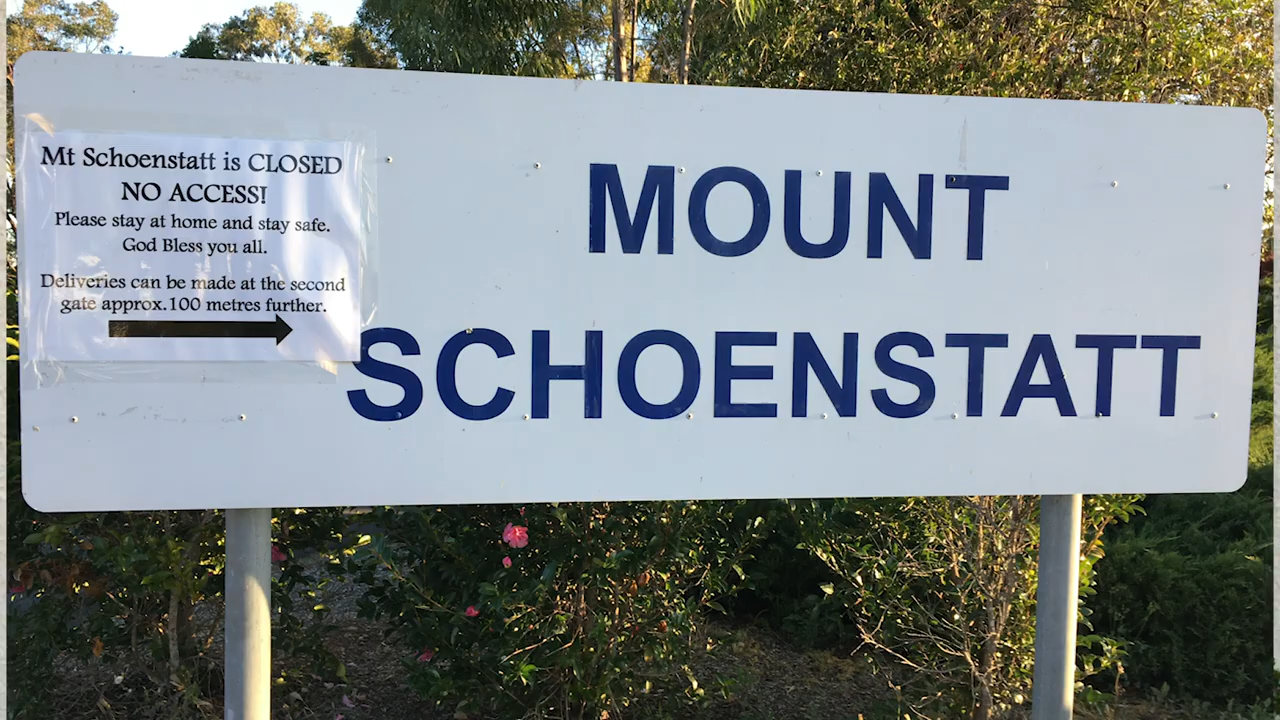 Mt Schoenstatt is CLOSED
NO ACCESS!
Please stay at home and stay safe.
God Bless you all.
Deliveries can be made at the second
gate approx.100 metres further.
MOUNT
SCHOENSTATT